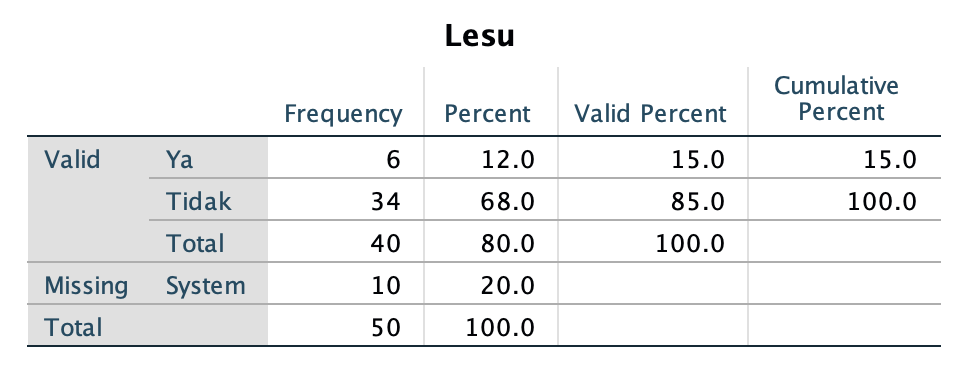 Lesu
Frequency Percent Valid Percent Cumulative Percent
Valid Ya 6 12.0 15.0 15.0
Tidak 34 68.0 85.0 100.0
Total 40 80.0 100.0
Missing System 10 20.0
Total 50 100.0